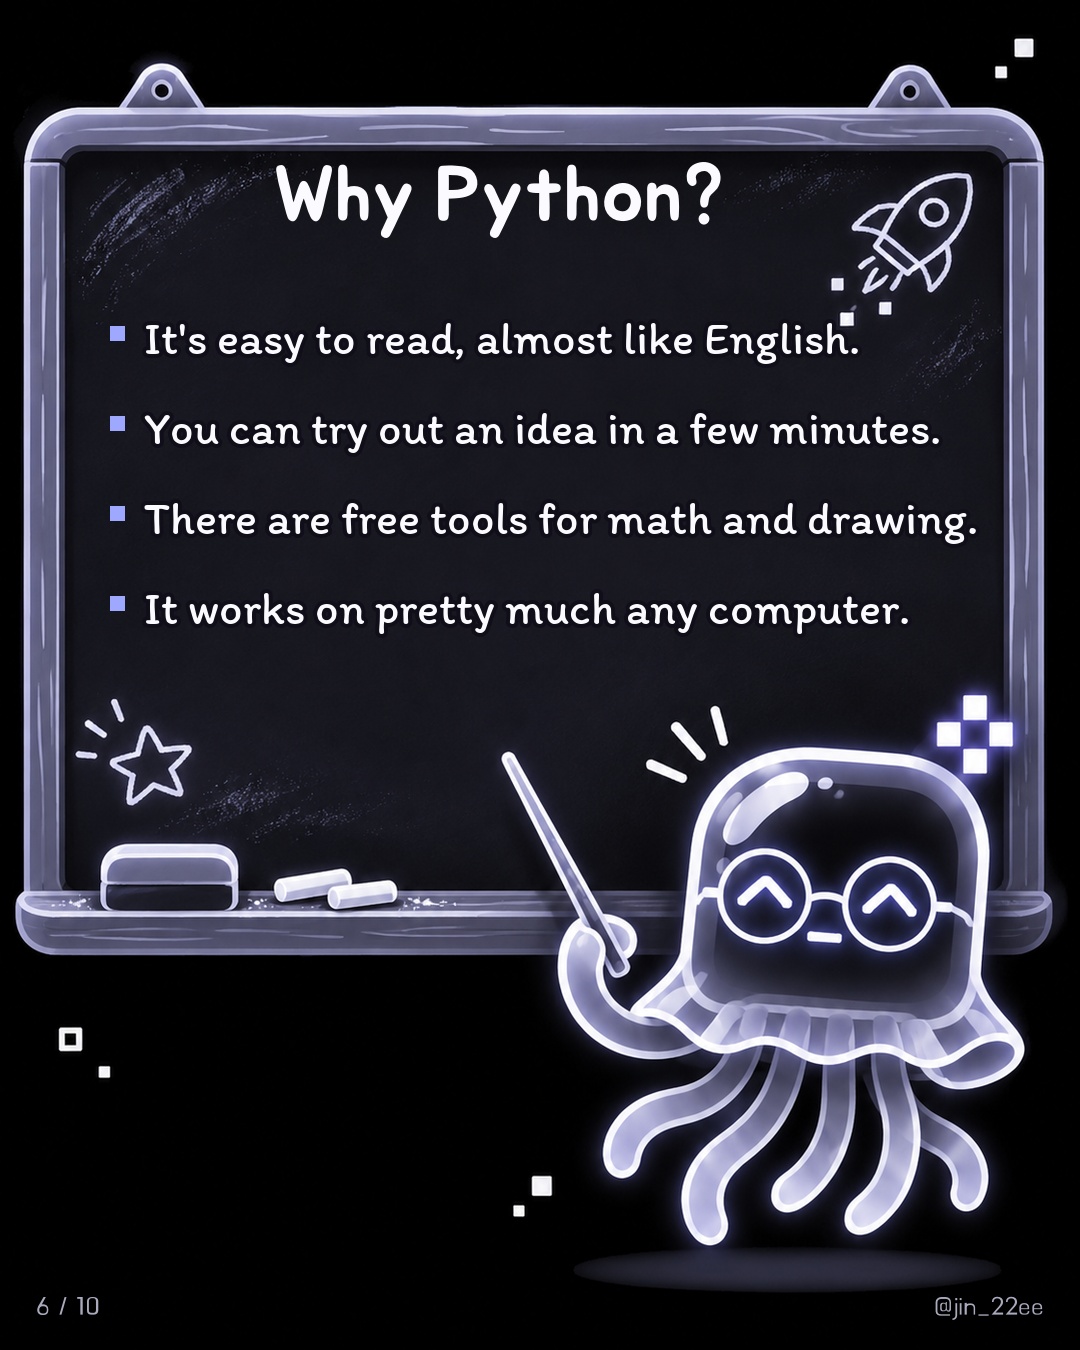 Why Python?
It's easy to read, almost like English.
You can try out an idea in a few minutes.
There are free tools for math and drawing.
It works on pretty much any computer.
6 / 10
@jin_22ee